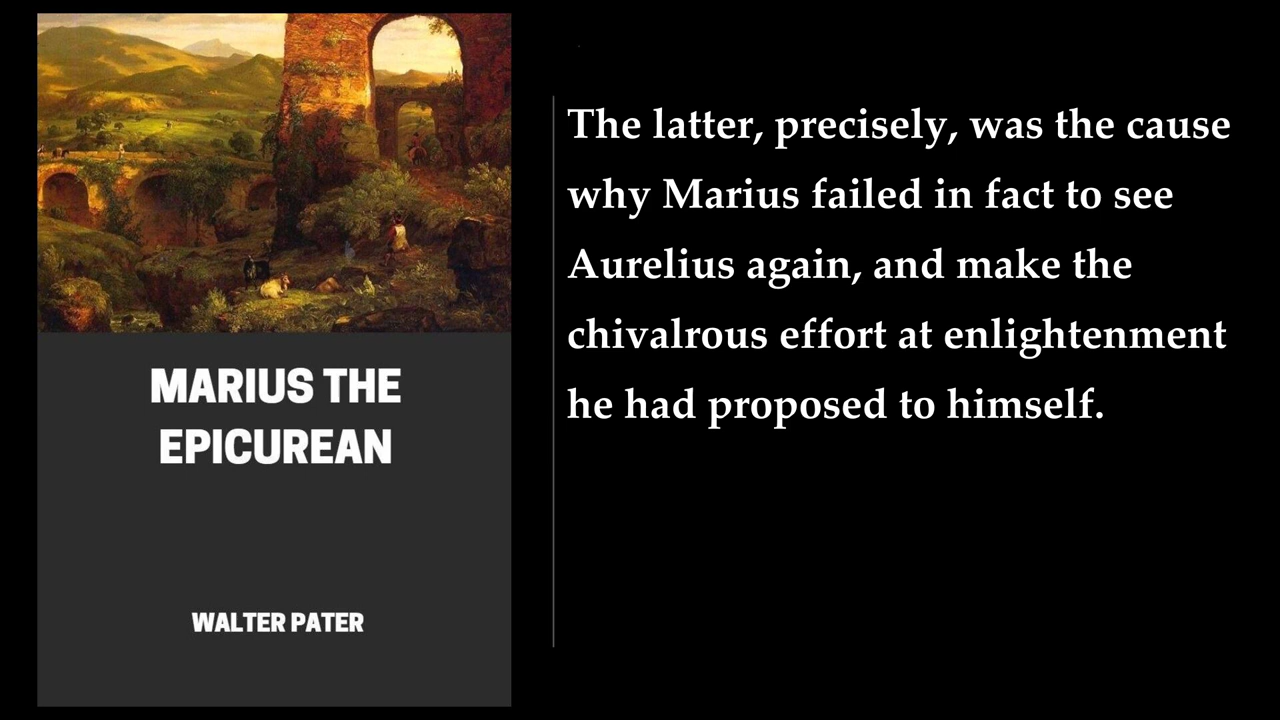 MARIUS THE
EPICUREAN
WALTER PATER
The latter, precisely, was the cause
why Marius failed in fact to see
Aurelius again, and make the
chivalrous effort at enlightenment
he had proposed to himself.